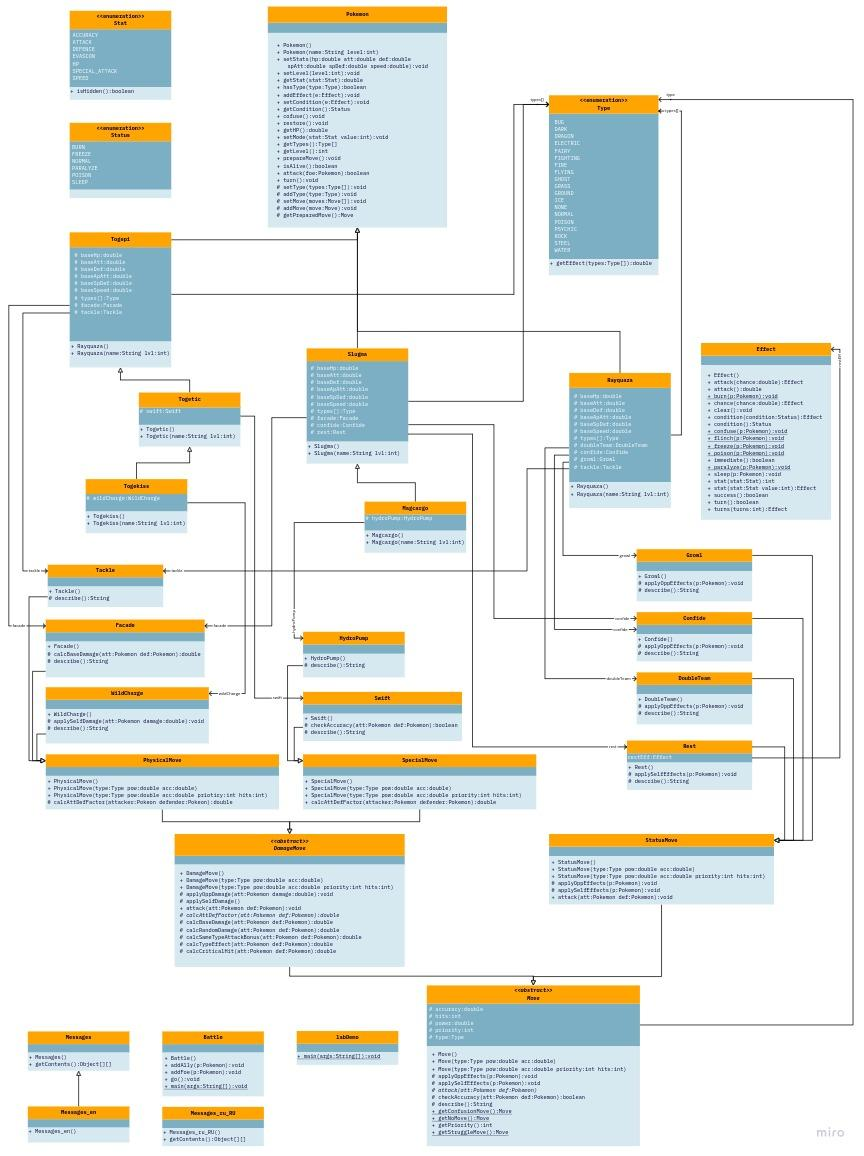 <<enumeration>>
Stat
ACCURACY
ATTACK
DEFENCE
EVASION
HP
SPECIAL_ATTACK
SPEED
+ isHidden():boolean
<<enumeration>>
Status
BURN
FREEZE
NORMAL
PARALYZE
POISON
SLEEP
Pokemon
+ Pokemon()
+ Pokemon(name:String level:int)
+ setStats(hp:double att:double def:double
spAtt:double spDef:double speed:double):void
+ setLevel(level:int):void
+ getStat(stat:Stat):double
+ hasType(type:Type):boolean
+ addEffect(e:Effect):void
+ setCondition(e:Effect):void
+ getCondition():Status
+ cofuse():void
+ restore():void
+ getHP():double
+ setMode(stat:Stat value:int):void
+ getTypes():Type[]
+ getLevel():int
+ prepareMove():void
+ isAlive():boolean
+ attack(foe:Pokemon):boolean
+ turn():void
# setType(types:Type[]):void
# addType(type:Type):void
# setMove(moves:Move[]):void
# addMove(move:Move):void
# getPreparedMove():Move
types[]
type
types[]
<<enumeration>>
Type
BUG
DARK
DRAGON
ELECTRIC
FAIRY
FIGHTING
FIRE
FLYING
GHOST
GRASS
GROUND
ICE
NONE
NORMAL
POISON
PSYCHIC
ROCK
STEEL
WATER
+ getEffect(types:Type[]):double
Togepi
# baseHp:double
# baseAtt:double
# baseDef:double
# baseApAtt:double
# baseSpDef:double
# baseSpeed:double
# types[]:Type
# facade:Facade
# tackle:Tackle
+ Rayquaza()
+ Rayquaza(name:String lvl:int)
Togetic
# swift:Swift
+ Togetic()
+ Togetic(name:String lvl:int)
Togekiss
# wildCharge:WildCharge
+ Togekiss()
+ Togekiss(name:String lvl:int)
Slugma
# baseHp:double
# baseAtt:double
# baseDef:double
# baseApAtt:double
# baseSpDef:double
# baseSpeed:double
# types[]:Type
# facade:Facade
# confide:Confide
# rest:Rest
+ Slugma()
+ Slugma(name:String lvl:int)
Magcargo
# hydroPump:HydroPump
+ Magcargo()
+ Magcargo(name:String lvl:int)
Rayquaza
# baseHp:double
# baseAtt:double
# baseDef:double
# baseApAtt:double
# baseSpDef:double
# baseSpeed:double
# types[]:Type
# doubleTeam:DoubleTeam
# confide:Confide
# growl:Growl
# tackle:Tackle
+ Rayquaza()
+ Rayquaza(name:String lvl:int)
Effect
+ Effect()
+ attack(chance:double):Effect
+ attack():double
+ burn(p:Pokemon):void
+ chance(chance:double):Effect
+ clear():void
+ condition(condition:Status):Effect
+ condition():Status
+ confuse(p:Pokemon):void
+ flinch(p:Pokemon):void
+ freeze(p:Pokemon):void
+ poison(p:Pokemon):void
+ immediate():boolean
+ paralyze(p:Pokemon):void
+ sleep(p:Pokemon):void
+ stat(stat:Stat):int
+ stat(stat:Stat value:int):Effect
+ success():boolean
+ turn():boolean
+ turns(turns:int):Effect
tackle
Tackle
tackle
+ Tackle()
# describe():String
facade
Facade
facade
+ Facade()
# calcBaseDamage(att:Pokemon def:Pokemon):double
# describe():String
WildCharge
wildCharge
+ WildCharge()
# applySelfDamage(att:Pokemon damage:double):void
# describe():String
hydroPump
HydroPump
+ HydroPump()
# describe():String
swift
Swift
+ Swift()
# checkAccuracy(att:Pokemon def:Pokemon):boolean
# describe():String
growl
Growl
+ Growl()
# applyOppEffects(p:Pokemon):void
# describe():String
confide
confide
Confide
+ Confide()
# applyOppEffects(p:Pokemon):void
# describe():String
doubleTeam
DoubleTeam
+ DoubleTeam()
# applyOppEffects(p:Pokemon):void
# describe():String
rest
Rest
restEff:Effect
+ Rest()
# applySelfEffects(p:Pokemon):void
# describe():String
PhysicalMove
+ PhysicalMove()
+ PhysicalMove(type:Type pow:double acc:double)
+ PhysicalMove(type:Type pow:double acc:double priotiy:int hits:int)
# calcAttDefFactor(attacker:Pokeon defender:Pokeon):double
SpecialMove
+ SpecialMove()
+ SpecialMove(type:Type pow:double acc:double)
+ SpecialMove(type:Type pow:double acc:double priority:int hits:int)
+ calcAttDefFactor(attacker:Pokemon defender:Pokemon):double
<<abstract>>
DamageMove
+ DamageMove()
+ DamageMove(type:Type pow:double acc:double)
+ DamageMove(type:Type pow:double acc:double priority:int hits:int)
# applyOppDamage(att:Pokemon damage:double):void
# applySelfDamage()
+ attack(att:Pokemon def:Pokemon):void
# calcAttDefFactor(att:Pokemon def:Pokemon):double
# calcBaseDamage(att:Pokemon def:Pokemon):double
# calcRandomDamage(att:Pokemon def:Pokemon):double
# calcSameTypeAttackBonus(att:Pokemon def:Pokemon):double
# calcTypeEffect(att:Pokemon def:Pokemon):double
# calcCriticalHit(att:Pokemon def:Pokemon):double
StatusMove
+ StatusMove()
+ StatusMove(type:Type pow:double acc:double)
+ StatusMove(type:Type pow:double acc:double priority:int hits:int)
# applyOppEffects(p:Pokemon):void
# applySelfEffects(p:Pokemon):void
+ attack(att:Pokemon def:Pokemon):void
<<abstract>>
Move
# accuracy:double
# hits:int
# power:double
# priority:int
# type:Type
+ Move()
+ Move(type:Type pow:double acc:double)
+ Move(type:Type pow:double acc:double priority:int hits:int)
# applyOppEffects(p:Pokemon):void
# applySelfEffects(p:Pokemon):void
# attack(att:Pokemon def:Pokemon)
# checkAccuracy(att:Pokemon def:Pokemon):boolean
# describe():String
+ getConfusionMove():Move
+ getNoMove():Move
+ getPriority():int
+ getStruggleMove():Move
Messages
+ Messages()
+ getContents():Object[][]
Messages_en
+ Messages_en()
Battle
+ Battle()
+ addAlly(p:Pokemon):void
+ addFoe(p:Pokemon):void
+ go():void
+ main(args:String[]):void
Messages_ru_RU
+ Messages_ru_RU()
+ getContents():Object[][]
labDemo
+ main(args:String[]):void
miro